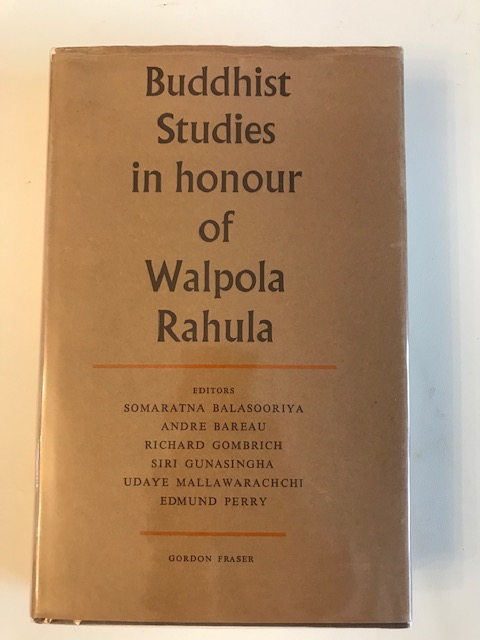 Buddhist
Studies
in honour
of
Walpola
Rahula
EDITORS
SOMARATNA BALASOORIYA
ANDRE BAREAU
RICHARD GOMBRICH
SIRI GUNASINGHA
UDAYE MALLAWARACHCHI
EDMUND PERRY
GORDON FRASER